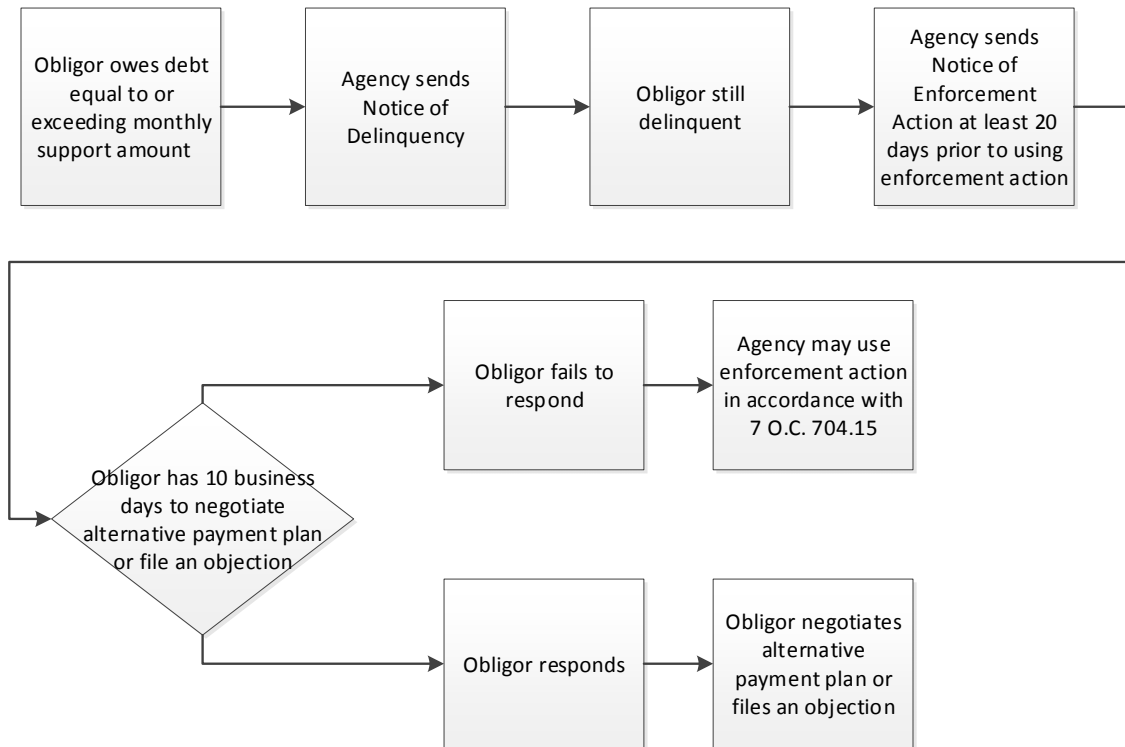 Obligor owes debt
equal to or
exceeding monthly
support amount
Agency sends
Notice of
Delinquency
Obligor still
delinquent
Agency sends
Notice of
Enforcement
Action at least 20
days prior to using
enforcement action
Obligor has 10 business
days to negotiate
alternative payment plan
or file an objection
Obligor fails to
respond
Agency may use
enforcement action
in accordance with
7 O.C. 704.15
Obligor responds
Obligor negotiates
alternative
payment plan or
files an objection